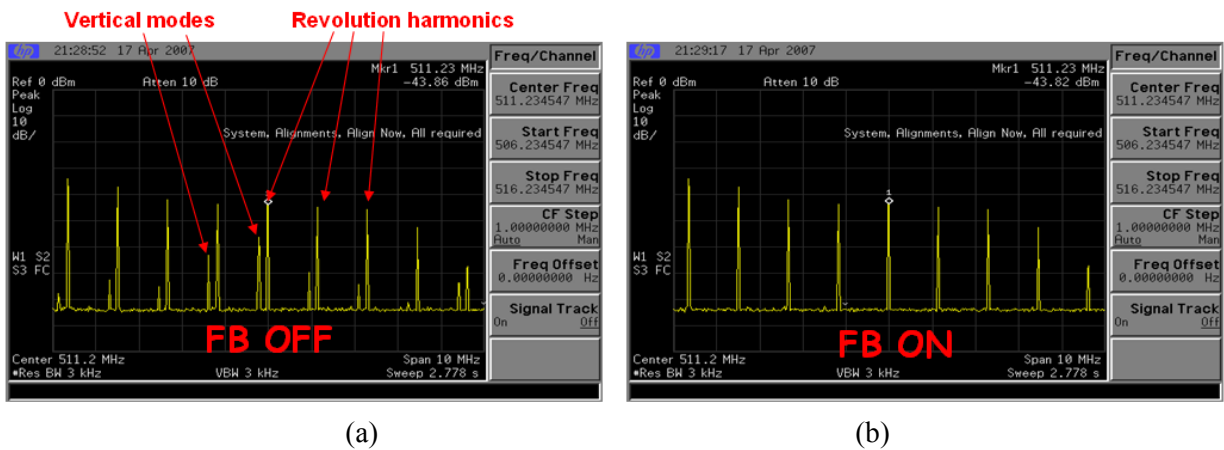 Vertical modes Revolution harmonics
hp 21:28:52 17 Apr 2007 Freq/Channel
Mkr1 511.23 MHz
Ref 0 dBm Atten 10 dB -43.86 dBm
Peak
Log
10
dB/
System, Alignments, Align Now, All required
W1 S2
S3 FC
FB OFF
Center 511.2 MHz Span 10 MHz
*Res BW 3 kHz VBW 3 kHz Sweep 2.778 s
Center Freq
511.234547 MHz
Start Freq
506.234547 MHz
Stop Freq
516.234547 MHz
CF Step
1.00000000 MHz
Auto Man
Freq Offset
0.00000000 Hz
Signal Track
On Off
(a)
hp 21:29:17 17 Apr 2007 Freq/Channel
Mkr1 511.23 MHz
Ref 0 dBm Atten 10 dB -43.82 dBm
Peak
Log
10
dB/
System, Alignments, Align Now, All required
1
W1 S2
S3 FC
FB ON
Center 511.2 MHz Span 10 MHz
*Res BW 3 kHz VBW 3 kHz Sweep 2.778 s
Center Freq
511.234547 MHz
Start Freq
506.234547 MHz
Stop Freq
516.234547 MHz
CF Step
1.00000000 MHz
Auto Man
Freq Offset
0.00000000 Hz
Signal Track
On Off
(b)